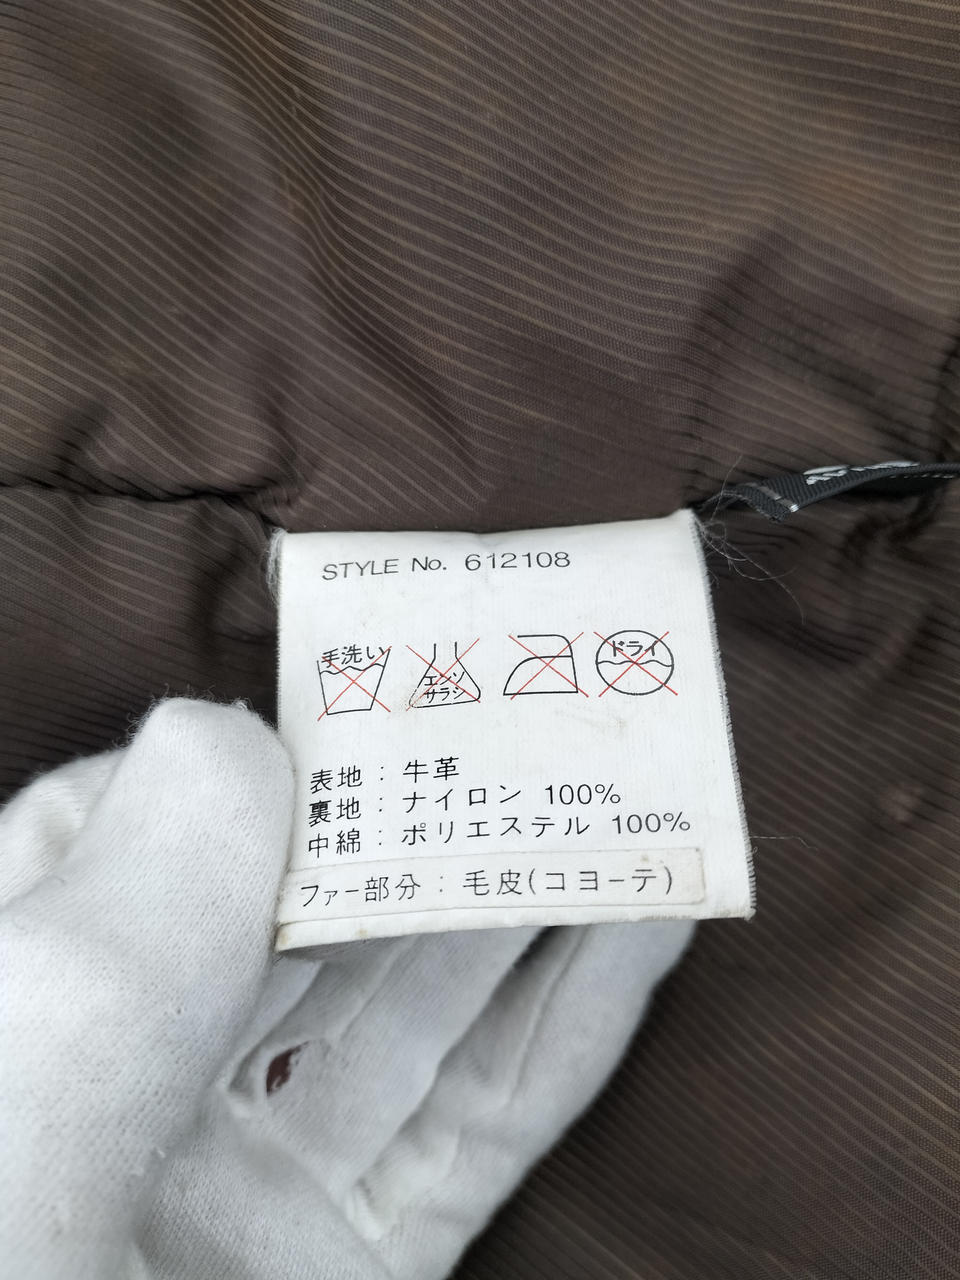 STYLE No. 612108
手洗い エンソサラシ ドライ
表地 : 牛革
裏地 : ナイロン 100%
中綿 : ポリエステル 100%
ファー部分 : 毛皮(コヨーテ)